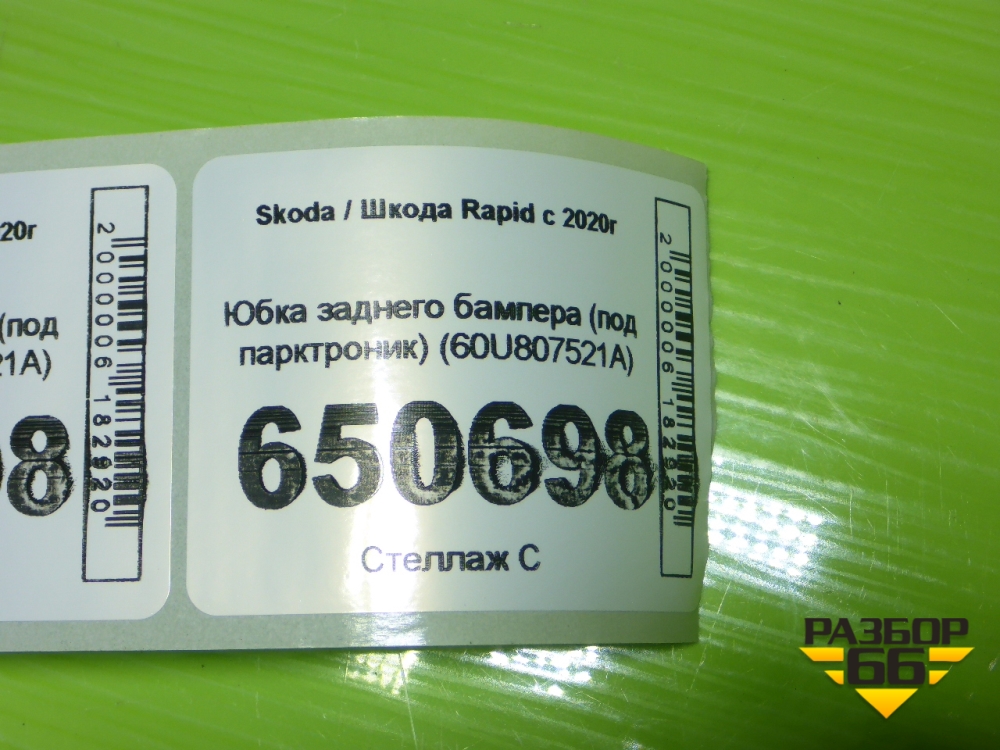 20г
(под
21А)
98
2000006182920
Skoda / Шкода Rapid с 2020г
Юбка заднего бампера (под
парктроник) (60U807521A)
650698
Стеллаж С
2000006182920
РАЗБОР
66